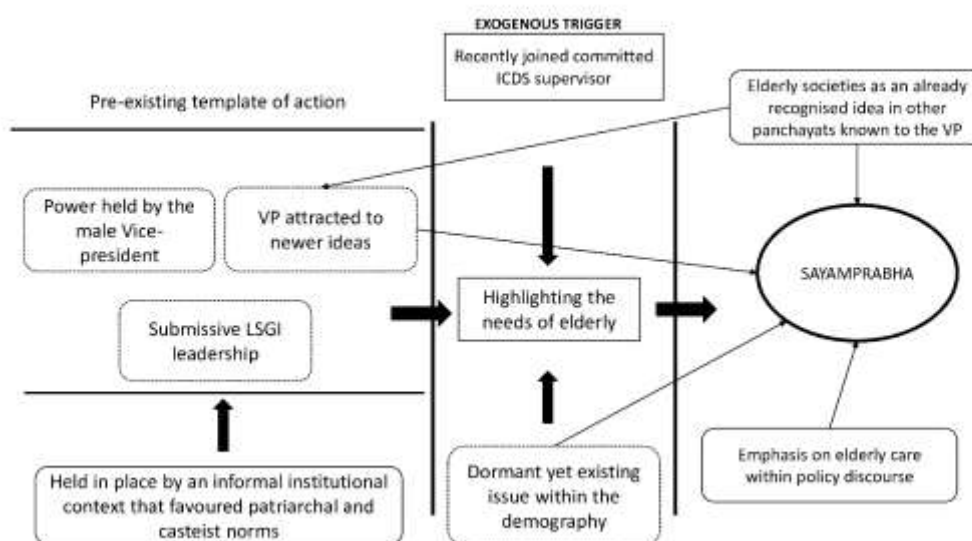 EXOGENOUS TRIGGER
Recently joined committed
ICDS supervisor
Pre-existing template of action
Elderly societies as an already
recognised idea in other
panchayats known to the VP
Power held by the
male Vice-
president
VP attracted to
newer ideas
SAYAMPRABHA
Highlighting the
needs of elderly
Submissive LSGI
leadership
Held in place by an informal institutional
context that favoured patriarchal and
casteist norms
Dormant yet existing
issue within the
demography
Emphasis on elderly care
within policy discourse